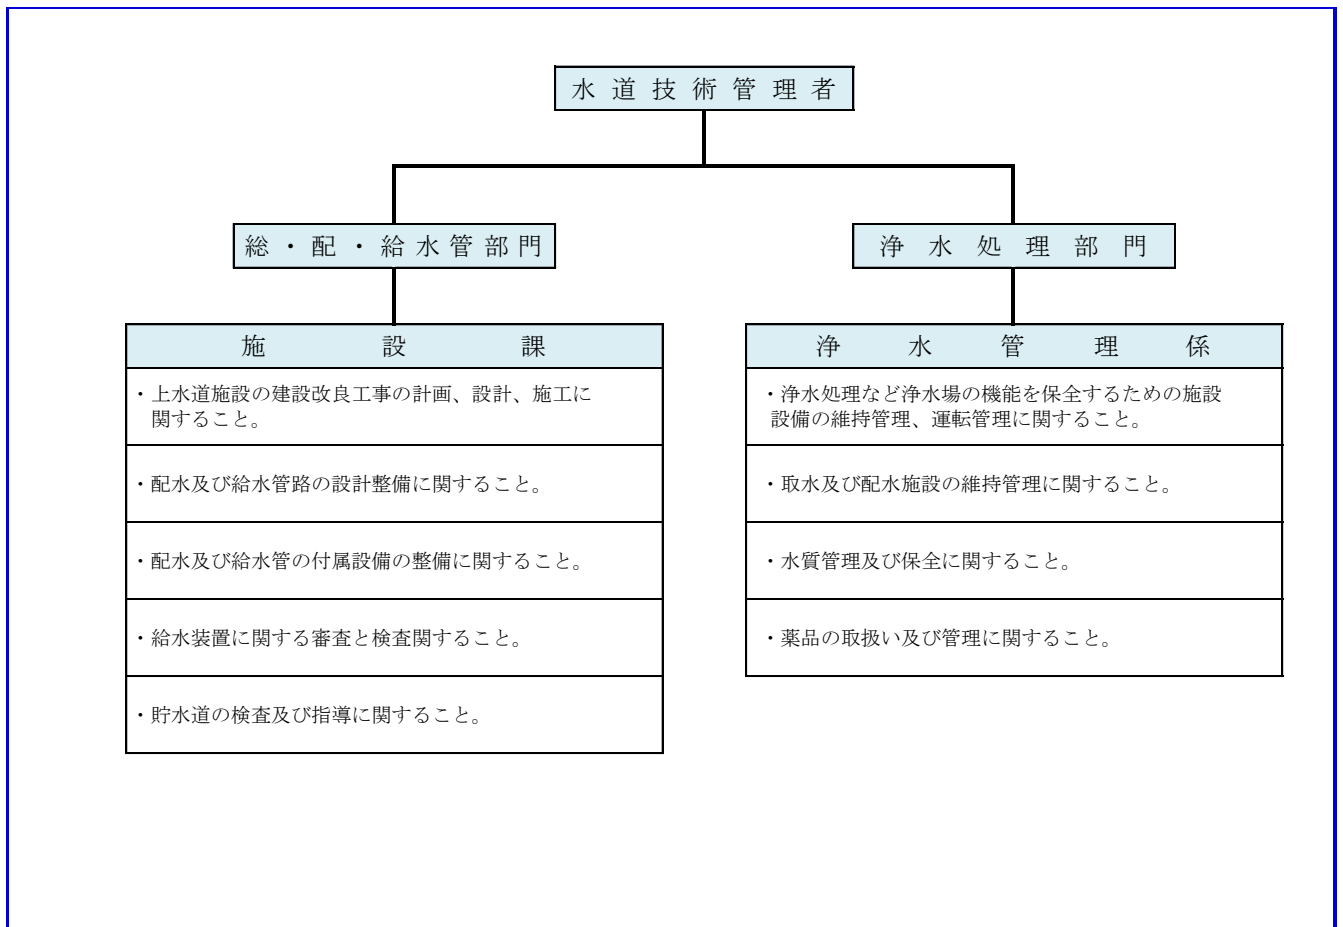 水道技術管理者
総・配・給水管部門
浄水処理部門
施設課
・上水道施設の建設改良工事の計画、設計、施工に
関すること。
・配水及び給水管路の設計整備に関すること。
・配水及び給水管の付属設備の整備に関すること。
・給水装置に関する審査と検査関すること。
・貯水道の検査及び指導に関すること。
浄水管理係
・浄水処理など浄水場の機能を保全するための施設
設備の維持管理、運転管理に関すること。
・取水及び配水施設の維持管理に関すること。
・水質管理及び保全に関すること。
・薬品の取扱い及び管理に関すること。